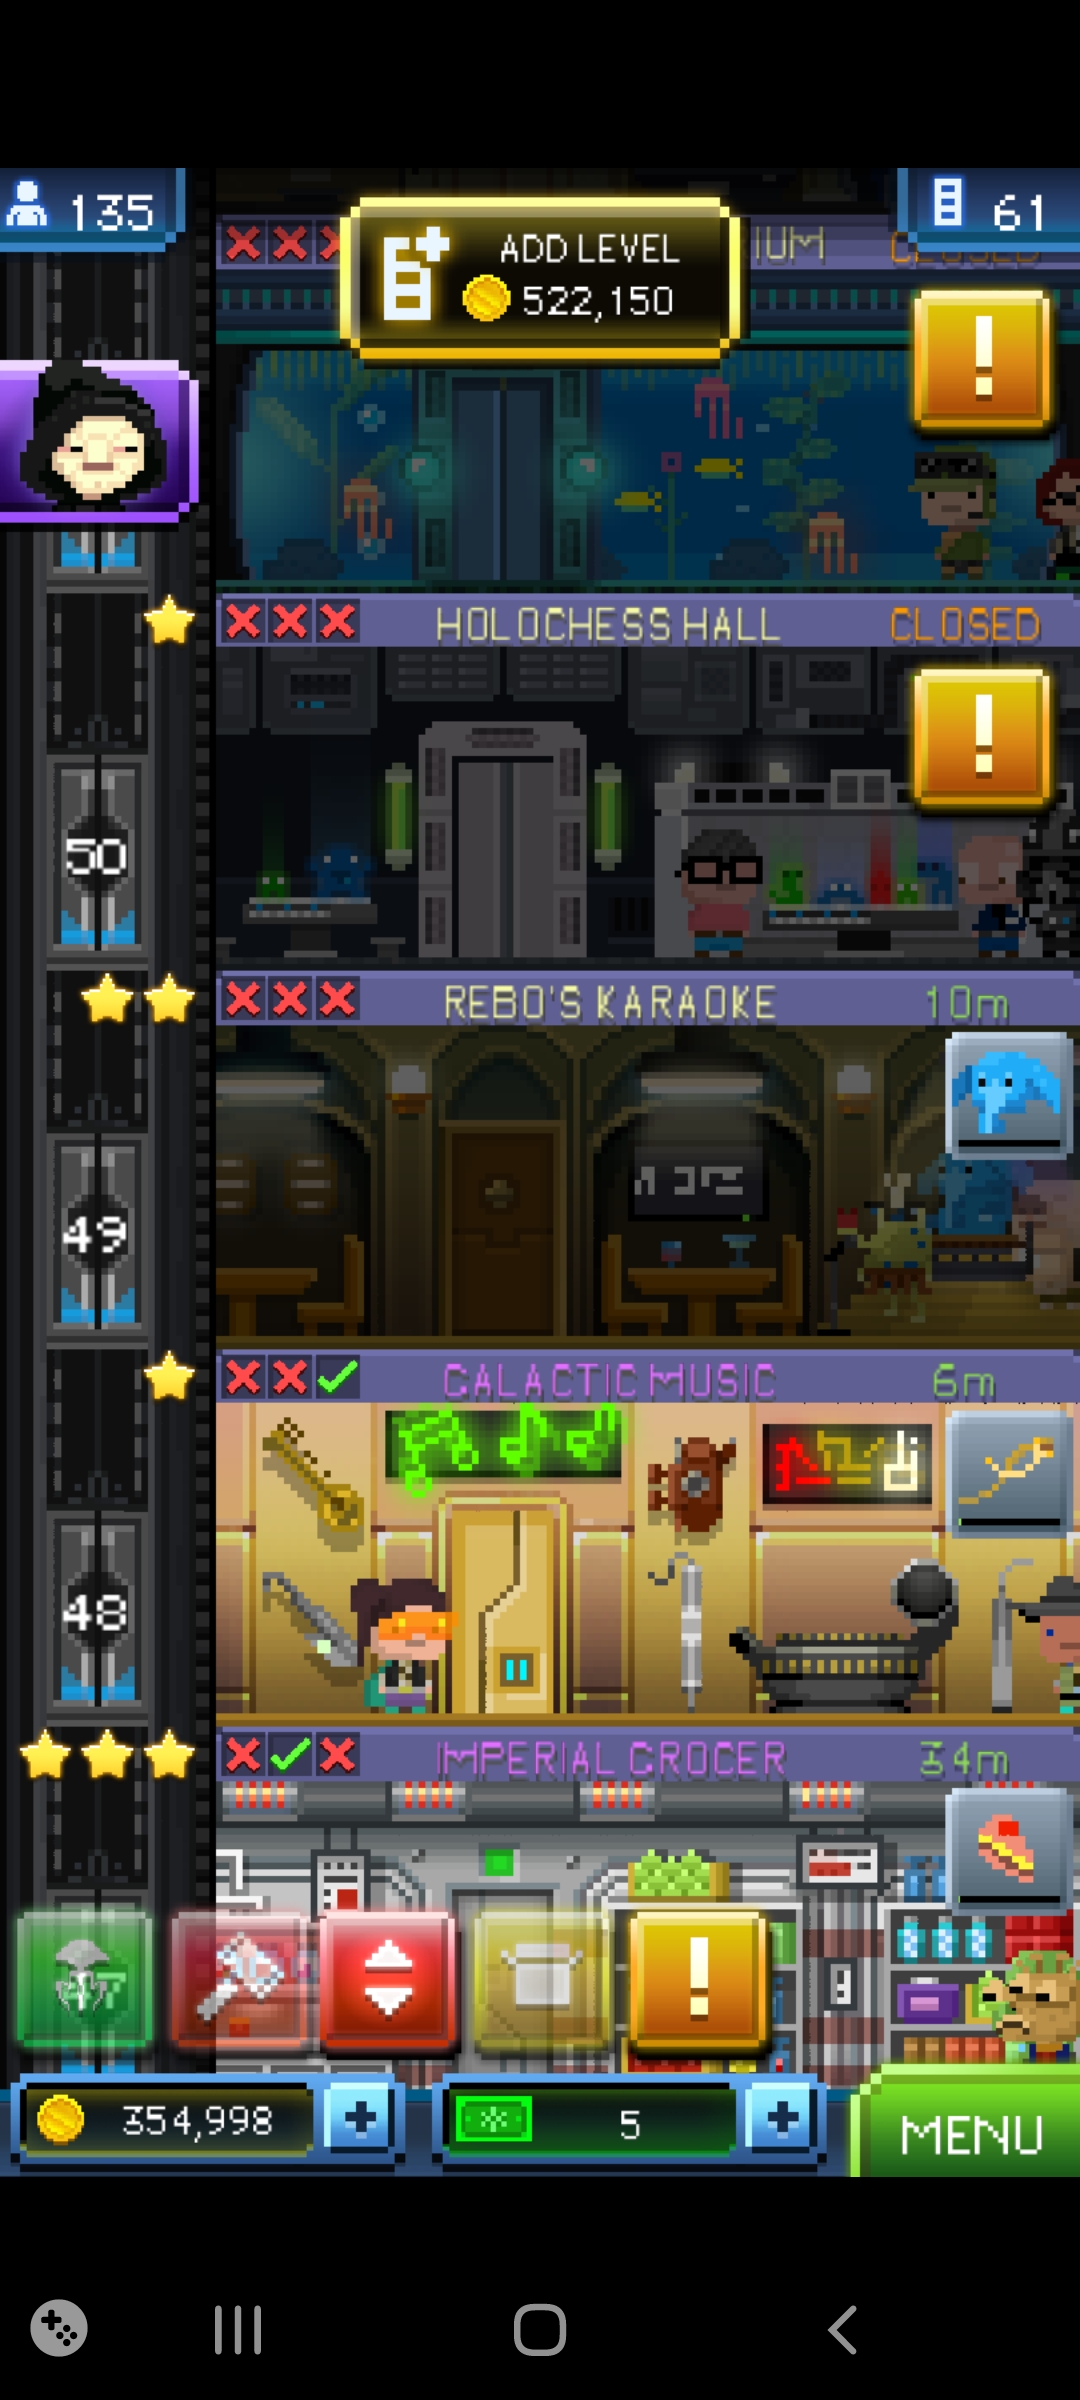 135
ADD LEVEL
522,150
61
IUM
CLOSED
HOLOCHESS HALL
CLOSED
50
REBO'S KARAOKE
10m
49
GALACTIC MUSIC
6m
48
IMPERIAL GROCER
34m
354,998
5
MENU